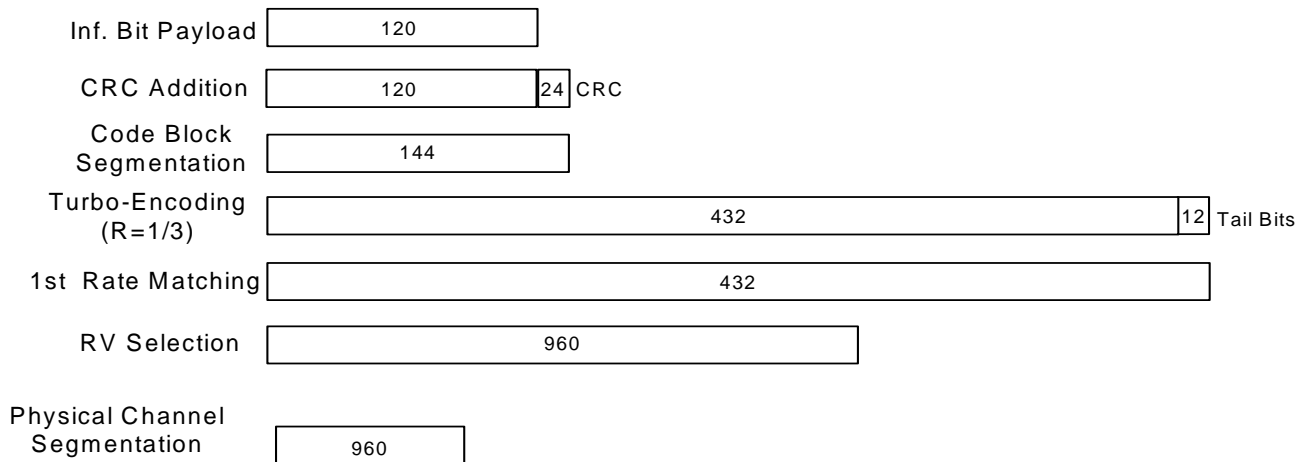 Inf. Bit Payload 120
CRC Addition 120 24 CRC
Code Block
Segmentation 144
Turbo-Encoding
(R=1/3) 432 12 Tail Bits
1st Rate Matching 432
RV Selection 960
Physical Channel
Segmentation 960